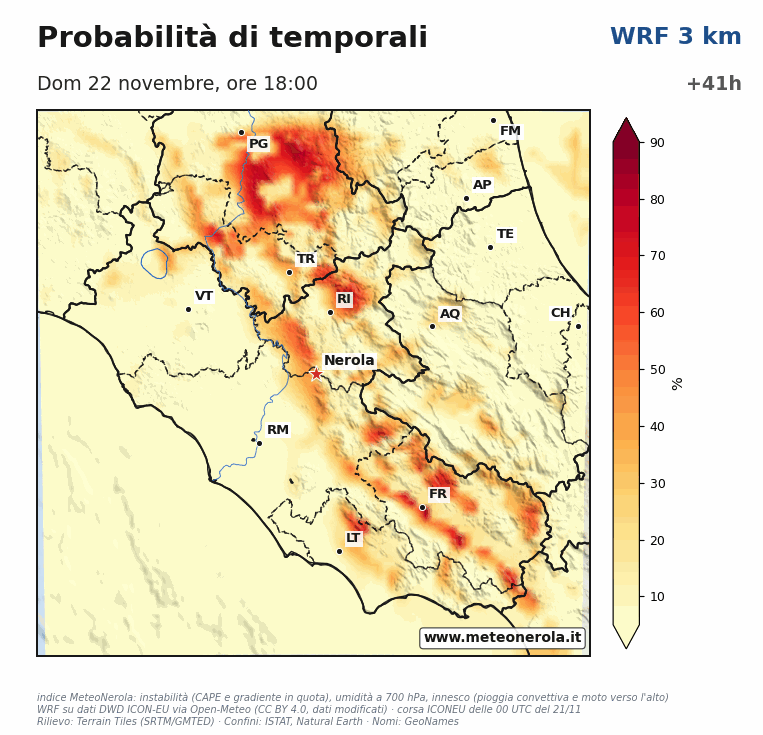 Probabilità di temporali
WRF 3 km
Dom 22 novembre, ore 18:00
+41h
FM
PG
AP
TE
TR
VT
RI
AQ
CH
Nerola
RM
FR
LT
90
80
70
60
50
40
30
20
10
%
www.meteonerola.it
indice MeteoNerola: instabilità (CAPE e gradiente in quota), umidità a 700 hPa, innesco (pioggia convettiva e moto verso l'alto)
WRF su dati DWD ICON-EU via Open-Meteo (CC BY 4.0, dati modificati) · corsa ICONEU delle 00 UTC del 21/11
Rilievo: Terrain Tiles (SRTM/GMTED) · Confini: ISTAT, Natural Earth · Nomi: GeoNames